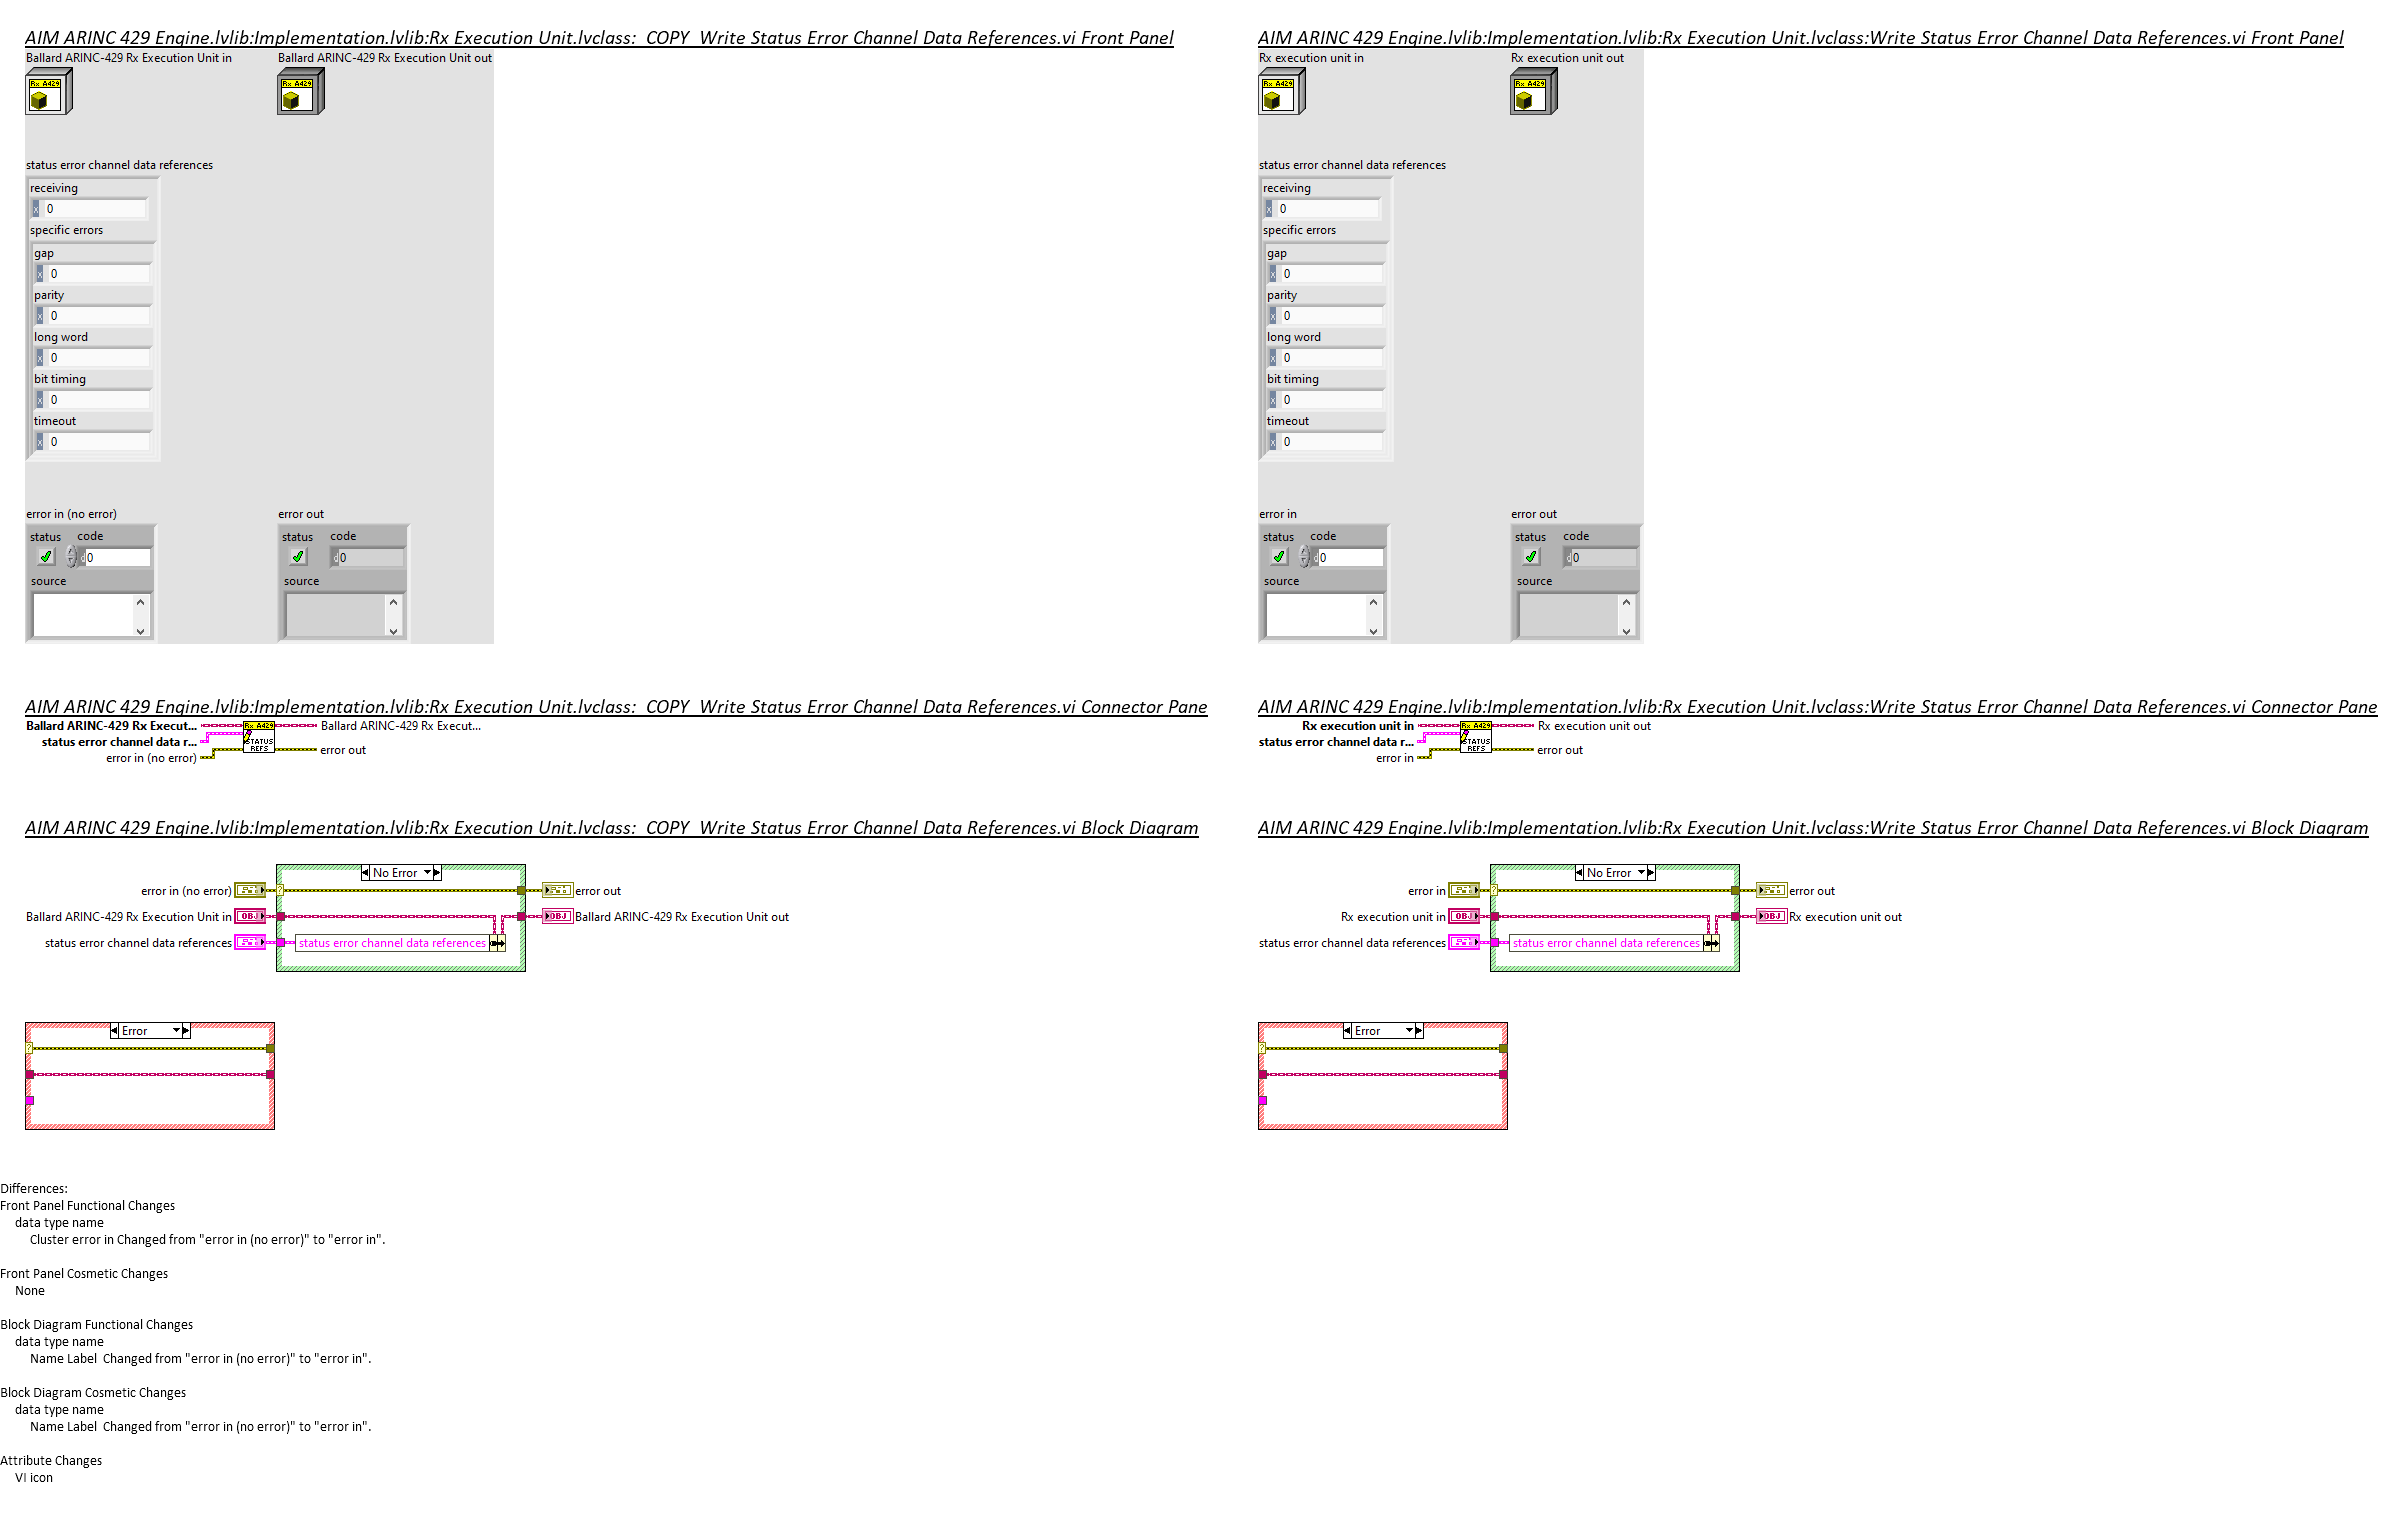 AIM ARINC 429 Engine.lvlib:Implementation.lvlib:Rx Execution Unit.lvclass:  COPY  Write Status Error Channel Data References.vi Front Panel
Ballard ARINC-429 Rx Execution Unit in
Ballard ARINC-429 Rx Execution Unit out
Rx A429
Rx A429
status error channel data references
receiving
x 0
specific errors
gap
x 0
parity
x 0
long word
x 0
bit timing
x 0
timeout
x 0
error in (no error)
error out
status code
d 0
source
status code
d 0
source
AIM ARINC 429 Engine.lvlib:Implementation.lvlib:Rx Execution Unit.lvclass:Write Status Error Channel Data References.vi Front Panel
Rx execution unit in
Rx execution unit out
Rx A429
Rx A429
status error channel data references
receiving
x 0
specific errors
gap
x 0
parity
x 0
long word
x 0
bit timing
x 0
timeout
x 0
error in
error out
status code
d 0
source
status code
d 0
source
AIM ARINC 429 Engine.lvlib:Implementation.lvlib:Rx Execution Unit.lvclass:  COPY  Write Status Error Channel Data References.vi Connector Pane
Ballard ARINC-429 Rx Execut...
status error channel data r...
error in (no error)
Rx A429
STATUS
REFS
Ballard ARINC-429 Rx Execut...
error out
AIM ARINC 429 Engine.lvlib:Implementation.lvlib:Rx Execution Unit.lvclass:Write Status Error Channel Data References.vi Connector Pane
Rx execution unit in
status error channel data r...
error in
Rx A429
STATUS
REFS
Rx execution unit out
error out
AIM ARINC 429 Engine.lvlib:Implementation.lvlib:Rx Execution Unit.lvclass:  COPY  Write Status Error Channel Data References.vi Block Diagram
No Error
error in (no error)
?
error out
Ballard ARINC-429 Rx Execution Unit in
OBJ
OBJ
Ballard ARINC-429 Rx Execution Unit out
status error channel data references
status error channel data references
Error
?
AIM ARINC 429 Engine.lvlib:Implementation.lvlib:Rx Execution Unit.lvclass:Write Status Error Channel Data References.vi Block Diagram
No Error
error in
?
error out
Rx execution unit in
OBJ
OBJ
Rx execution unit out
status error channel data references
status error channel data references
Error
?
Differences:
Front Panel Functional Changes
data type name
Cluster error in Changed from "error in (no error)" to "error in".
Front Panel Cosmetic Changes
None
Block Diagram Functional Changes
data type name
Name Label  Changed from "error in (no error)" to "error in".
Block Diagram Cosmetic Changes
data type name
Name Label  Changed from "error in (no error)" to "error in".
Attribute Changes
VI icon